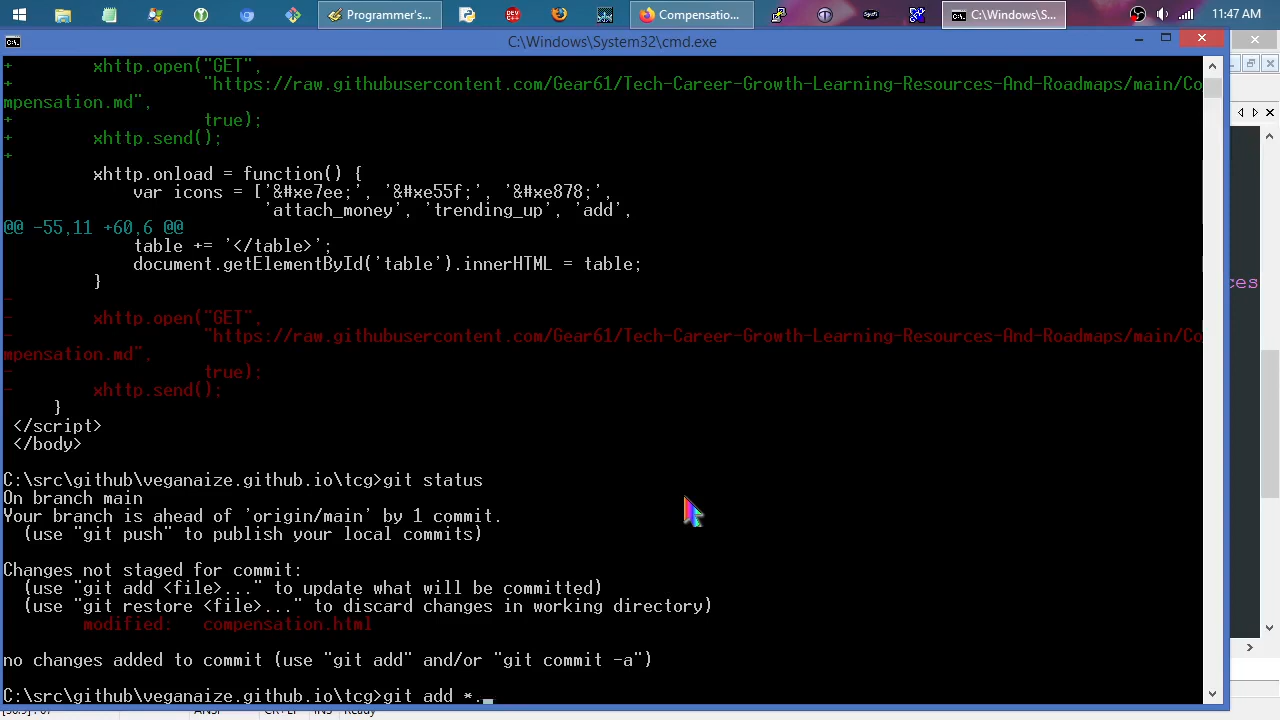 Programmer's...
Compensatio...
C:\Windows\S...
11:47 AM
C:\Windows\System32\cmd.exe
+        xhttp.open("GET",
+                   "https://raw.githubusercontent.com/Gear61/Tech-Career-Growth-Learning-Resources-And-Roadmaps/main/Co
mpensation.md",
+                   true);
+        xhttp.send();
+
         xhttp.onload = function() {
             var icons = ['&#xe7ee;', '&#xe55f;', '&#xe878;',
                          'attach_money', 'trending_up', 'add',
@@ -55,11 +60,6 @@
             table += '</table>';
             document.getElementById('table').innerHTML = table;
         }
-
-        xhttp.open("GET",
-                   "https://raw.githubusercontent.com/Gear61/Tech-Career-Growth-Learning-Resources-And-Roadmaps/main/Co
mpensation.md",
-                   true);
-        xhttp.send();
     }
 </script>
 </body>
C:\src\github\veganaize.github.io\tcg>git status
On branch main
Your branch is ahead of 'origin/main' by 1 commit.
  (use "git push" to publish your local commits)
Changes not staged for commit:
  (use "git add <file>..." to update what will be committed)
  (use "git restore <file>..." to discard changes in working directory)
        modified:   compensation.html
no changes added to commit (use "git add" and/or "git commit -a")
C:\src\github\veganaize.github.io\tcg>git add *._
ces